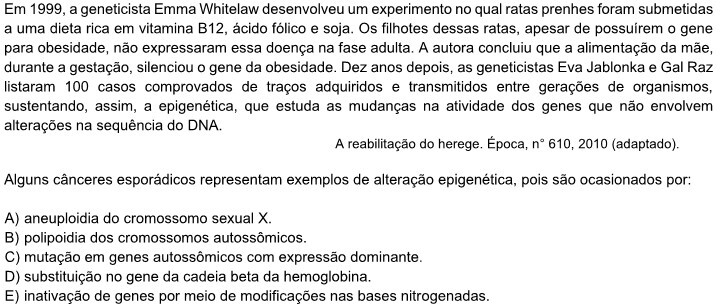 Em 1999, a geneticista Emma Whitelaw desenvolveu um experimento no qual ratas prenhes foram submetidas
a uma dieta rica em vitamina B12, ácido fólico e soja. Os filhotes dessas ratas, apesar de possuírem o gene
para obesidade, não expressaram essa doença na fase adulta. A autora concluiu que a alimentação da mãe,
durante a gestação, silenciou o gene da obesidade. Dez anos depois, as geneticistas Eva Jablonka e Gal Raz
listaram 100 casos comprovados de traços adquiridos e transmitidos entre gerações de organismos,
sustentando, assim, a epigenética, que estuda as mudanças na atividade dos genes que não envolvem
alterações na sequência do DNA.
A reabilitação do herege. Época, n° 610, 2010 (adaptado).
Alguns cânceres esporádicos representam exemplos de alteração epigenética, pois são ocasionados por:
A) aneuploidia do cromossomo sexual X.
B) polipoidia dos cromossomos autossômicos.
C) mutação em genes autossômicos com expressão dominante.
D) substituição no gene da cadeia beta da hemoglobina.
E) inativação de genes por meio de modificações nas bases nitrogenadas.